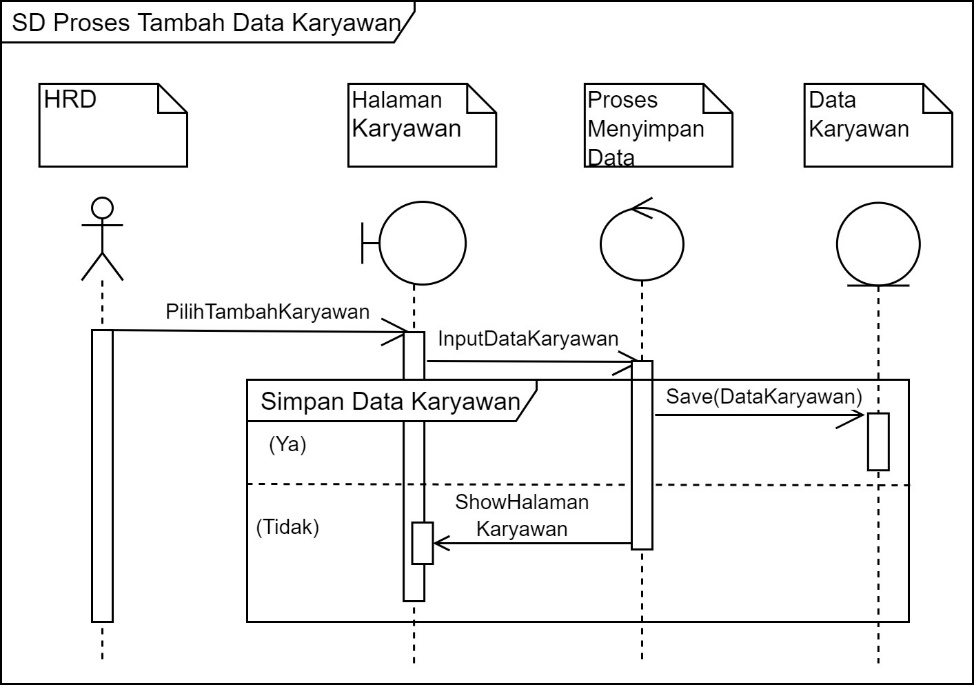 SD Proses Tambah Data Karyawan
HRD
Halaman
Karyawan
Proses
Menyimpan
Data
Data
Karyawan
PilihTambahKaryawan
InputDataKaryawan
Simpan Data Karyawan
Save(DataKaryawan)
(Ya)
ShowHalaman
Karyawan
(Tidak)